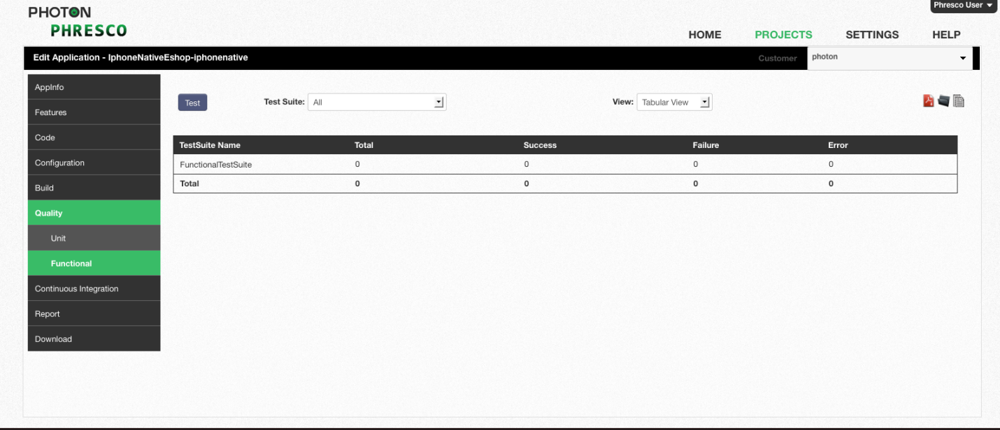 PHOTON
PHRESCO
Phresco User
HOME PROJECTS SETTINGS HELP
Edit Application - IphoneNativeEshop-iphonenative Customer photon
AppInfo
Features
Code
Configuration
Build
Quality
Unit
Functional
Continuous Integration
Report
Download
Test Test Suite: All View: Tabular View
TestSuite Name Total Success Failure Error
FunctionalTestSuite 0 0 0 0
Total 0 0 0 0